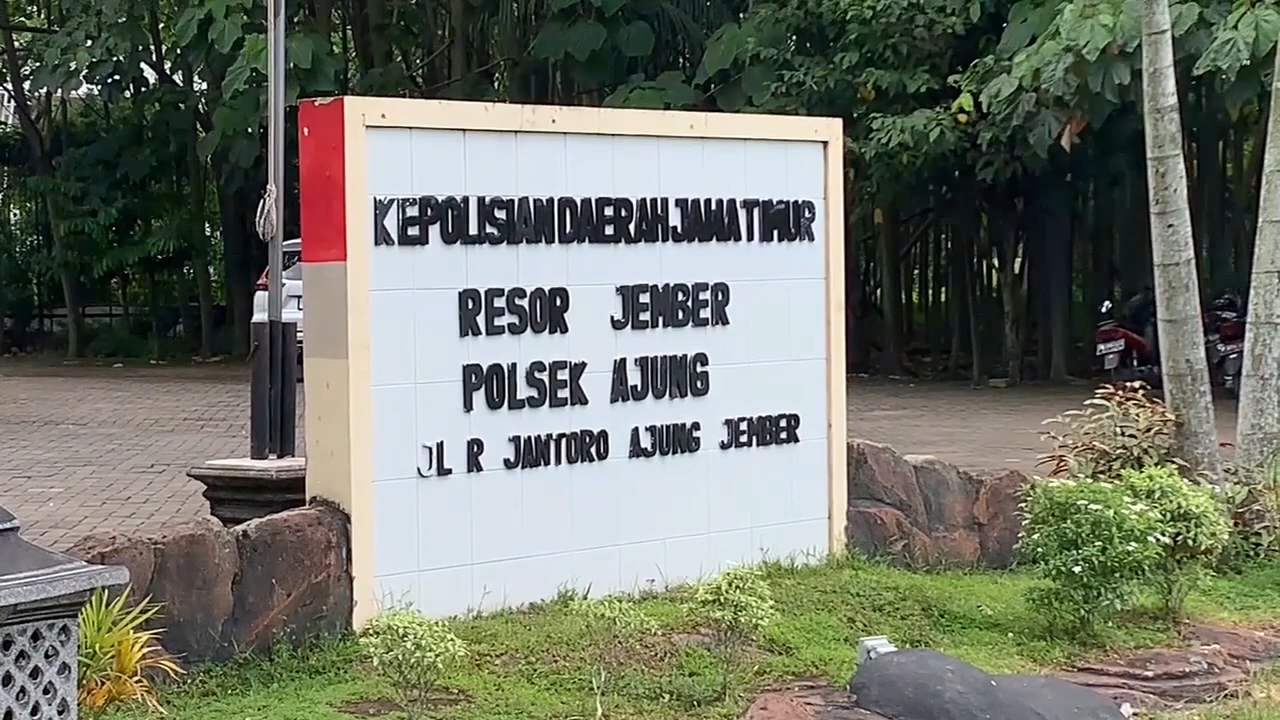 KEPOLISIAN DAERAH JAWA TIMUR
RESOR JEMBER
POLSEK AJUNG
JL R JANTORO AJUNG JEMBER